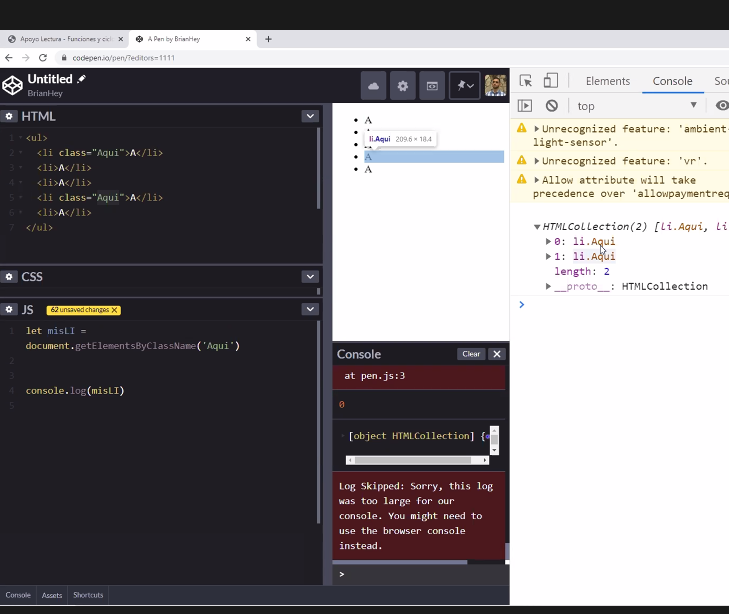 Apoyo Lectura - Funciones y cicl
A Pen by BrianHey
codepen.io/pen/?editors=1111
Untitled
BrianHey
HTML
1 <ul>
2 <li class="Aqui">A</li>
3 <li>A</li>
4 <li>A</li>
5 <li class="Aqui">A</li>
6 <li>A</li>
7 </ul>
CSS
JS
62 unsaved changes
1 let misLI =
document.getElementsByClassName('Aqui')
2
3
4 console.log(misLI)
5
A
li.Aqui 209.6 × 18.4
A
A
Console
Clear
at pen.js:3
0
[object HTMLCollection] {
Log Skipped: Sorry, this log
was too large for our
console. You might need to
use the browser console
instead.
>
Console
Assets
Shortcuts
Elements
Console
Sou
top
Unrecognized feature: 'ambient-
light-sensor'.
Unrecognized feature: 'vr'.
Allow attribute will take
precedence over 'allowpaymentreq
HTMLCollection(2) [li.Aqui, li
0: li.Aqui
1: li.Aqui
length: 2
__proto__: HTMLCollection